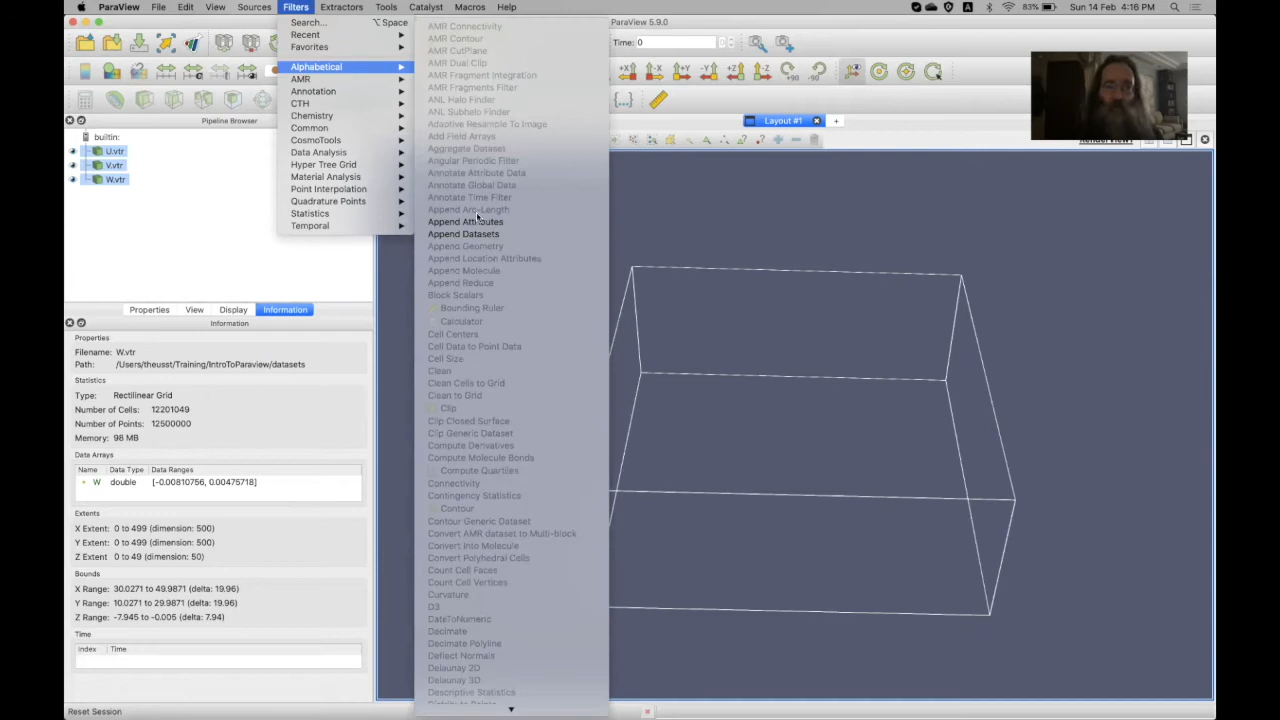 ParaView File Edit View Sources Filters Extractors Tools Catalyst Macros Help 83% A Sun 14 Feb 4:16 PM
ParaView 5.9.0
Search... ⌥Space
Recent
Favorites
Alphabetical
AMR
Annotation
CTH
Chemistry
Common
CosmoTools
Data Analysis
Hyper Tree Grid
Material Analysis
Point Interpolation
Quadrature Points
Statistics
Temporal
AMR Connectivity
AMR Contour
AMR CutPlane
AMR Dual Clip
AMR Fragment Integration
AMR Fragments Filter
ANL Halo Finder
ANL Subhalo Finder
Adaptive Resample To Image
Add Field Arrays
Aggregate Dataset
Angular Periodic Filter
Annotate Attribute Data
Annotate Global Data
Annotate Time Filter
Append Arc-Length
Append Attributes
Append Datasets
Append Geometry
Append Location Attributes
Append Molecule
Append Reduce
Block Scalars
Bounding Ruler
Calculator
Cell Centers
Cell Data to Point Data
Cell Size
Clean
Clean Cells to Grid
Clean to Grid
Clip
Clip Closed Surface
Clip Generic Dataset
Compute Derivatives
Compute Molecule Bonds
Compute Quartiles
Connectivity
Contingency Statistics
Contour
Contour Generic Dataset
Convert AMR dataset to Multi-block
Convert Into Molecule
Convert Polyhedral Cells
Count Cell Faces
Count Cell Vertices
Curvature
D3
DateToNumeric
Decimate
Decimate Polyline
Deflect Normals
Delaunay 2D
Delaunay 3D
Descriptive Statistics
Distribute Points
Time: 0
+X -X +Y -Y +Z -Z +90 -90
{...}
Pipeline Browser
builtin:
U.vtr
V.vtr
W.vtr
Layout #1 +
RenderView1
Properties View Display Information
Information
Properties
Filename: W.vtr
Path: /Users/theusst/Training/IntroToParaview/datasets
Statistics
Type: Rectilinear Grid
Number of Cells: 12201049
Number of Points: 12500000
Memory: 98 MB
Data Arrays
Name Data Type Data Ranges
W double [-0.00810756, 0.00475718]
Extents
X Extent: 0 to 499 (dimension: 500)
Y Extent: 0 to 499 (dimension: 500)
Z Extent: 0 to 49 (dimension: 50)
Bounds
X Range: 30.0271 to 49.9871 (delta: 19.96)
Y Range: 10.0271 to 29.9871 (delta: 19.96)
Z Range: -7.945 to -0.005 (delta: 7.94)
Time
Index Time
Reset Session